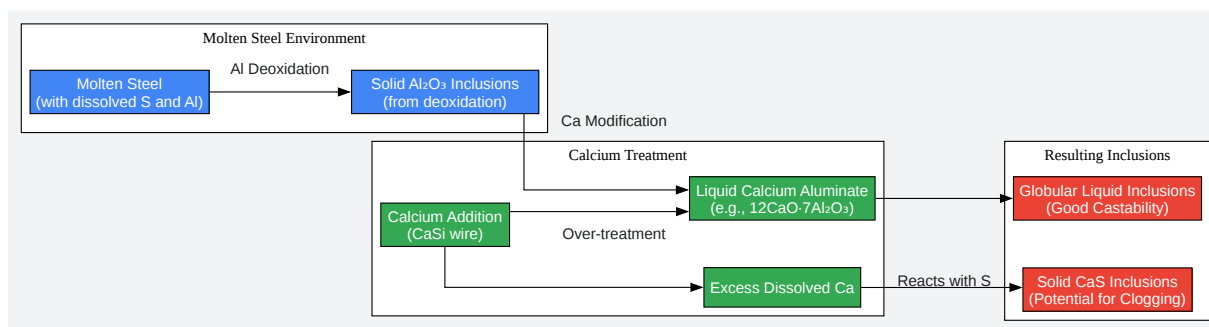 Molten Steel Environment
Al Deoxidation
Molten Steel
(with dissolved S and Al)
Solid Al₂O₃ Inclusions
(from deoxidation)
Ca Modification
Calcium Treatment
Resulting Inclusions
Liquid Calcium Aluminate
(e.g., 12CaO·7Al₂O₃)
Globular Liquid Inclusions
(Good Castability)
Calcium Addition
(CaSi wire)
Over-treatment
Excess Dissolved Ca
Reacts with S
Solid CaS Inclusions
(Potential for Clogging)